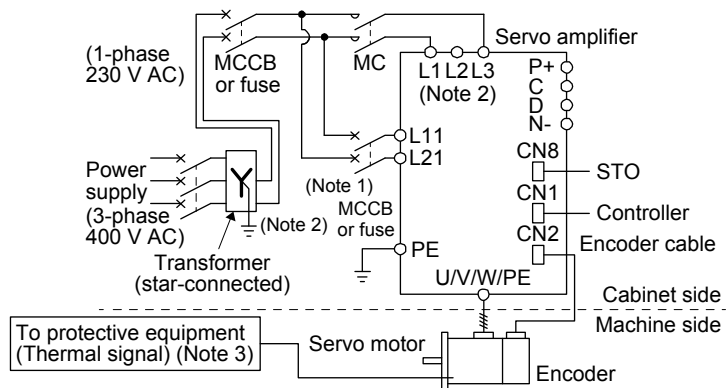 (1-phase
230 V AC)
MCCB
or fuse
MC
L1 L2 L3
(Note 2)
Servo amplifier
P+
C
D
N-
L11
L21
CN8
STO
CN1
Controller
CN2
Encoder cable
Power
supply
(3-phase
400 V AC)
(Note 1)
MCCB
or fuse
(Note 2)
Transformer
(star-connected)
PE
U/V/W/PE
Cabinet side
Machine side
To protective equipment
(Thermal signal) (Note 3)
Servo motor
Encoder